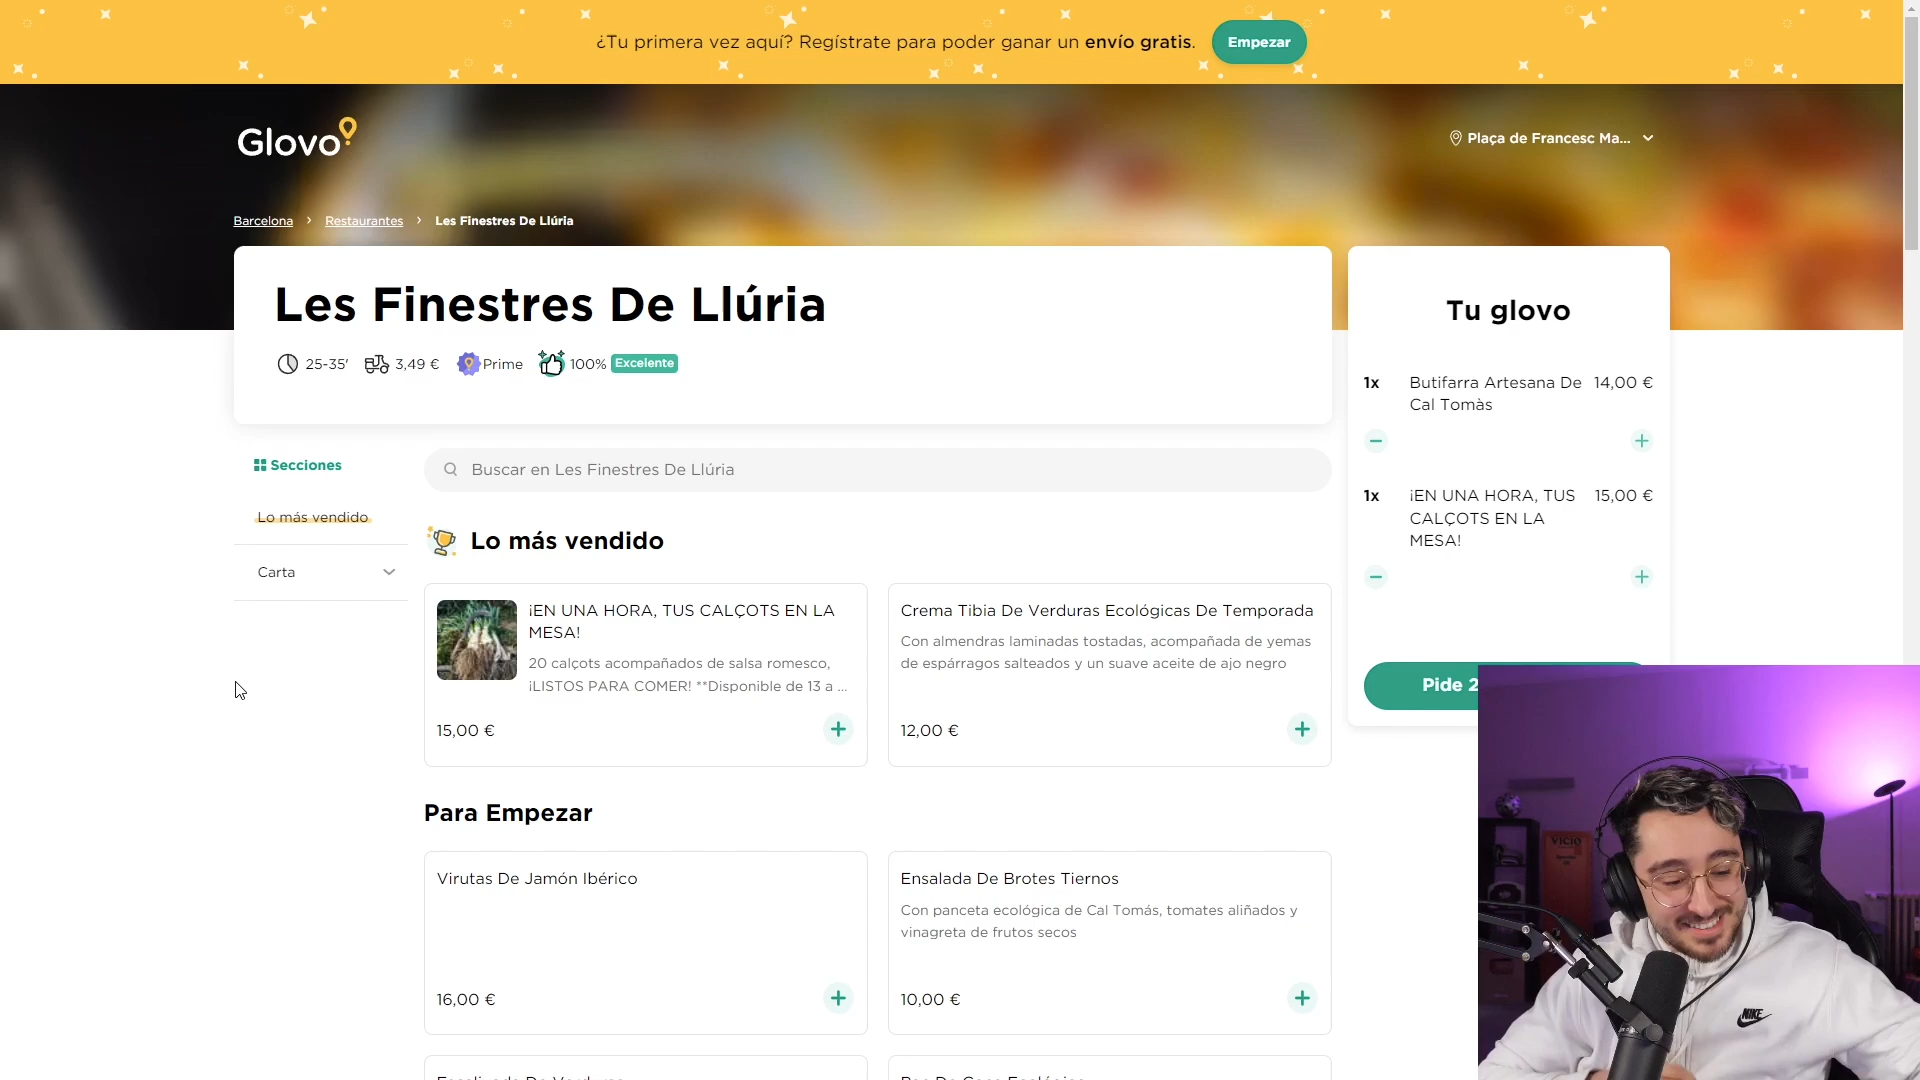 ¿Tu primera vez aquí? Regístrate para poder ganar un envío gratis.
Empezar
Glovo
Plaça de Francesc Ma...
Barcelona > Restaurantes > Les Finestres De Llúria
Les Finestres De Llúria
25-35'
3,49 €
Prime
100%
Excelente
Secciones
Lo más vendido
Carta
Buscar en Les Finestres De Llúria
Lo más vendido
¡EN UNA HORA, TUS CALÇOTS EN LA
MESA!
20 calçots acompañados de salsa romesco,
¡LISTOS PARA COMER! **Disponible de 13 a ...
15,00 €
Crema Tibia De Verduras Ecológicas De Temporada
Con almendras laminadas tostadas, acompañada de yemas
de espárragos salteados y un suave aceite de ajo negro
12,00 €
Para Empezar
Virutas De Jamón Ibérico
16,00 €
Ensalada De Brotes Tiernos
Con panceta ecológica de Cal Tomás, tomates aliñados y
vinagreta de frutos secos
10,00 €
Tu glovo
1x Butifarra Artesana De 14,00 €
Cal Tomàs
1x ¡EN UNA HORA, TUS 15,00 €
CALÇOTS EN LA
MESA!
Pide 2
VICIO
NIKE